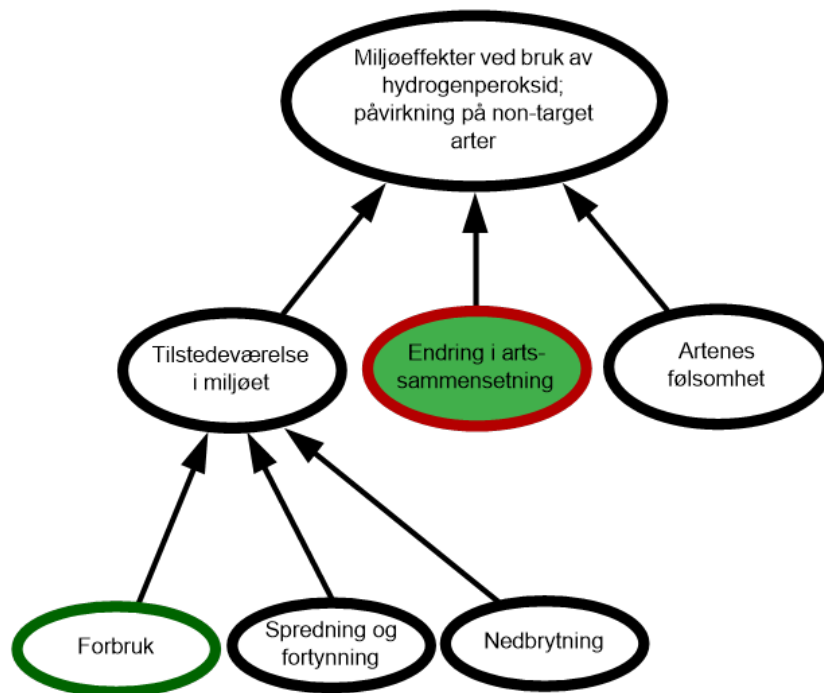 Miljøeffekter ved bruk av
hydrogenperoksid;
påvirkning på non-target
arter
Tilstedeværelse
i miljøet
Endring i arts-
sammensetning
Artenes
følsomhet
Forbruk
Spredning og
fortynning
Nedbrytning